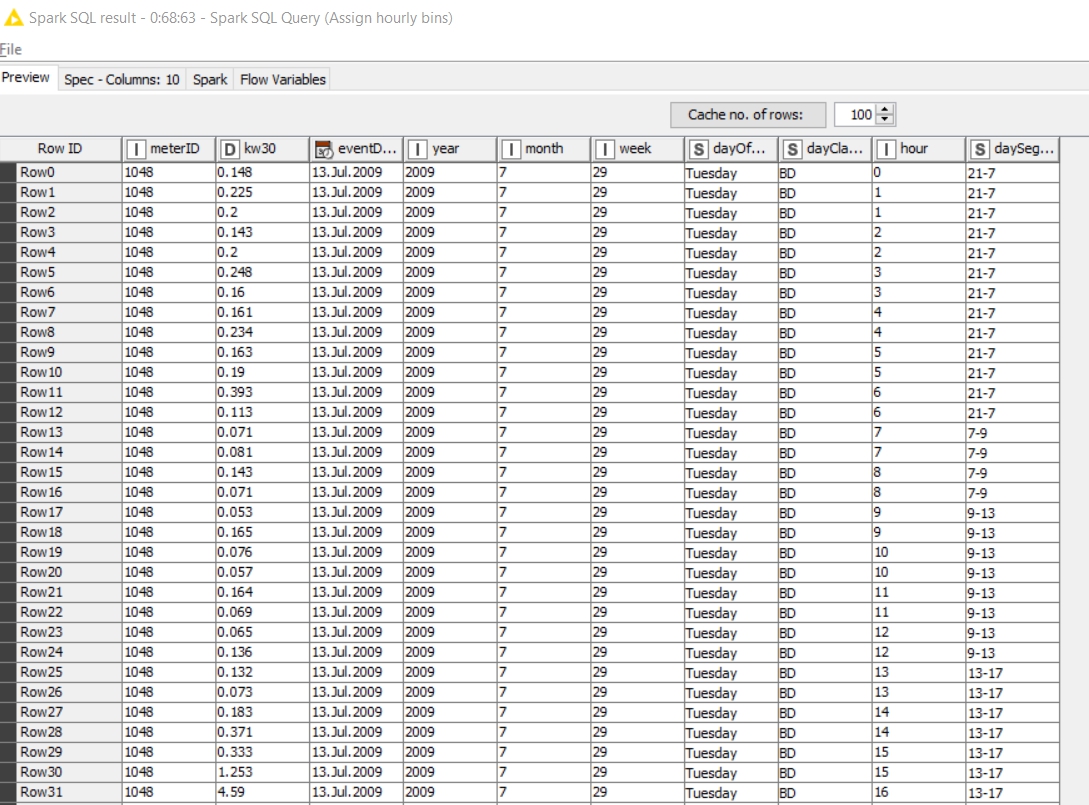 Spark SQL result - 0:68:63 - Spark SQL Query (Assign hourly bins)
File
Preview Spec - Columns: 10 Spark Flow Variables
Cache no. of rows: 100
Row ID I meterID D kw30 eventD... I year I month I week S dayOf... S dayCla... I hour S daySeg...
Row0 1048 0.148 13.Jul.2009 2009 7 29 Tuesday BD 0 21-7
Row1 1048 0.225 13.Jul.2009 2009 7 29 Tuesday BD 1 21-7
Row2 1048 0.2 13.Jul.2009 2009 7 29 Tuesday BD 1 21-7
Row3 1048 0.143 13.Jul.2009 2009 7 29 Tuesday BD 2 21-7
Row4 1048 0.2 13.Jul.2009 2009 7 29 Tuesday BD 2 21-7
Row5 1048 0.248 13.Jul.2009 2009 7 29 Tuesday BD 3 21-7
Row6 1048 0.16 13.Jul.2009 2009 7 29 Tuesday BD 3 21-7
Row7 1048 0.161 13.Jul.2009 2009 7 29 Tuesday BD 4 21-7
Row8 1048 0.234 13.Jul.2009 2009 7 29 Tuesday BD 4 21-7
Row9 1048 0.163 13.Jul.2009 2009 7 29 Tuesday BD 5 21-7
Row10 1048 0.19 13.Jul.2009 2009 7 29 Tuesday BD 5 21-7
Row11 1048 0.393 13.Jul.2009 2009 7 29 Tuesday BD 6 21-7
Row12 1048 0.113 13.Jul.2009 2009 7 29 Tuesday BD 6 21-7
Row13 1048 0.071 13.Jul.2009 2009 7 29 Tuesday BD 7 7-9
Row14 1048 0.081 13.Jul.2009 2009 7 29 Tuesday BD 7 7-9
Row15 1048 0.143 13.Jul.2009 2009 7 29 Tuesday BD 8 7-9
Row16 1048 0.071 13.Jul.2009 2009 7 29 Tuesday BD 8 7-9
Row17 1048 0.053 13.Jul.2009 2009 7 29 Tuesday BD 9 9-13
Row18 1048 0.165 13.Jul.2009 2009 7 29 Tuesday BD 9 9-13
Row19 1048 0.076 13.Jul.2009 2009 7 29 Tuesday BD 10 9-13
Row20 1048 0.057 13.Jul.2009 2009 7 29 Tuesday BD 10 9-13
Row21 1048 0.164 13.Jul.2009 2009 7 29 Tuesday BD 11 9-13
Row22 1048 0.069 13.Jul.2009 2009 7 29 Tuesday BD 11 9-13
Row23 1048 0.065 13.Jul.2009 2009 7 29 Tuesday BD 12 9-13
Row24 1048 0.136 13.Jul.2009 2009 7 29 Tuesday BD 12 9-13
Row25 1048 0.132 13.Jul.2009 2009 7 29 Tuesday BD 13 13-17
Row26 1048 0.073 13.Jul.2009 2009 7 29 Tuesday BD 13 13-17
Row27 1048 0.183 13.Jul.2009 2009 7 29 Tuesday BD 14 13-17
Row28 1048 0.371 13.Jul.2009 2009 7 29 Tuesday BD 14 13-17
Row29 1048 0.333 13.Jul.2009 2009 7 29 Tuesday BD 15 13-17
Row30 1048 1.253 13.Jul.2009 2009 7 29 Tuesday BD 15 13-17
Row31 1048 4.59 13.Jul.2009 2009 7 29 Tuesday BD 16 13-17